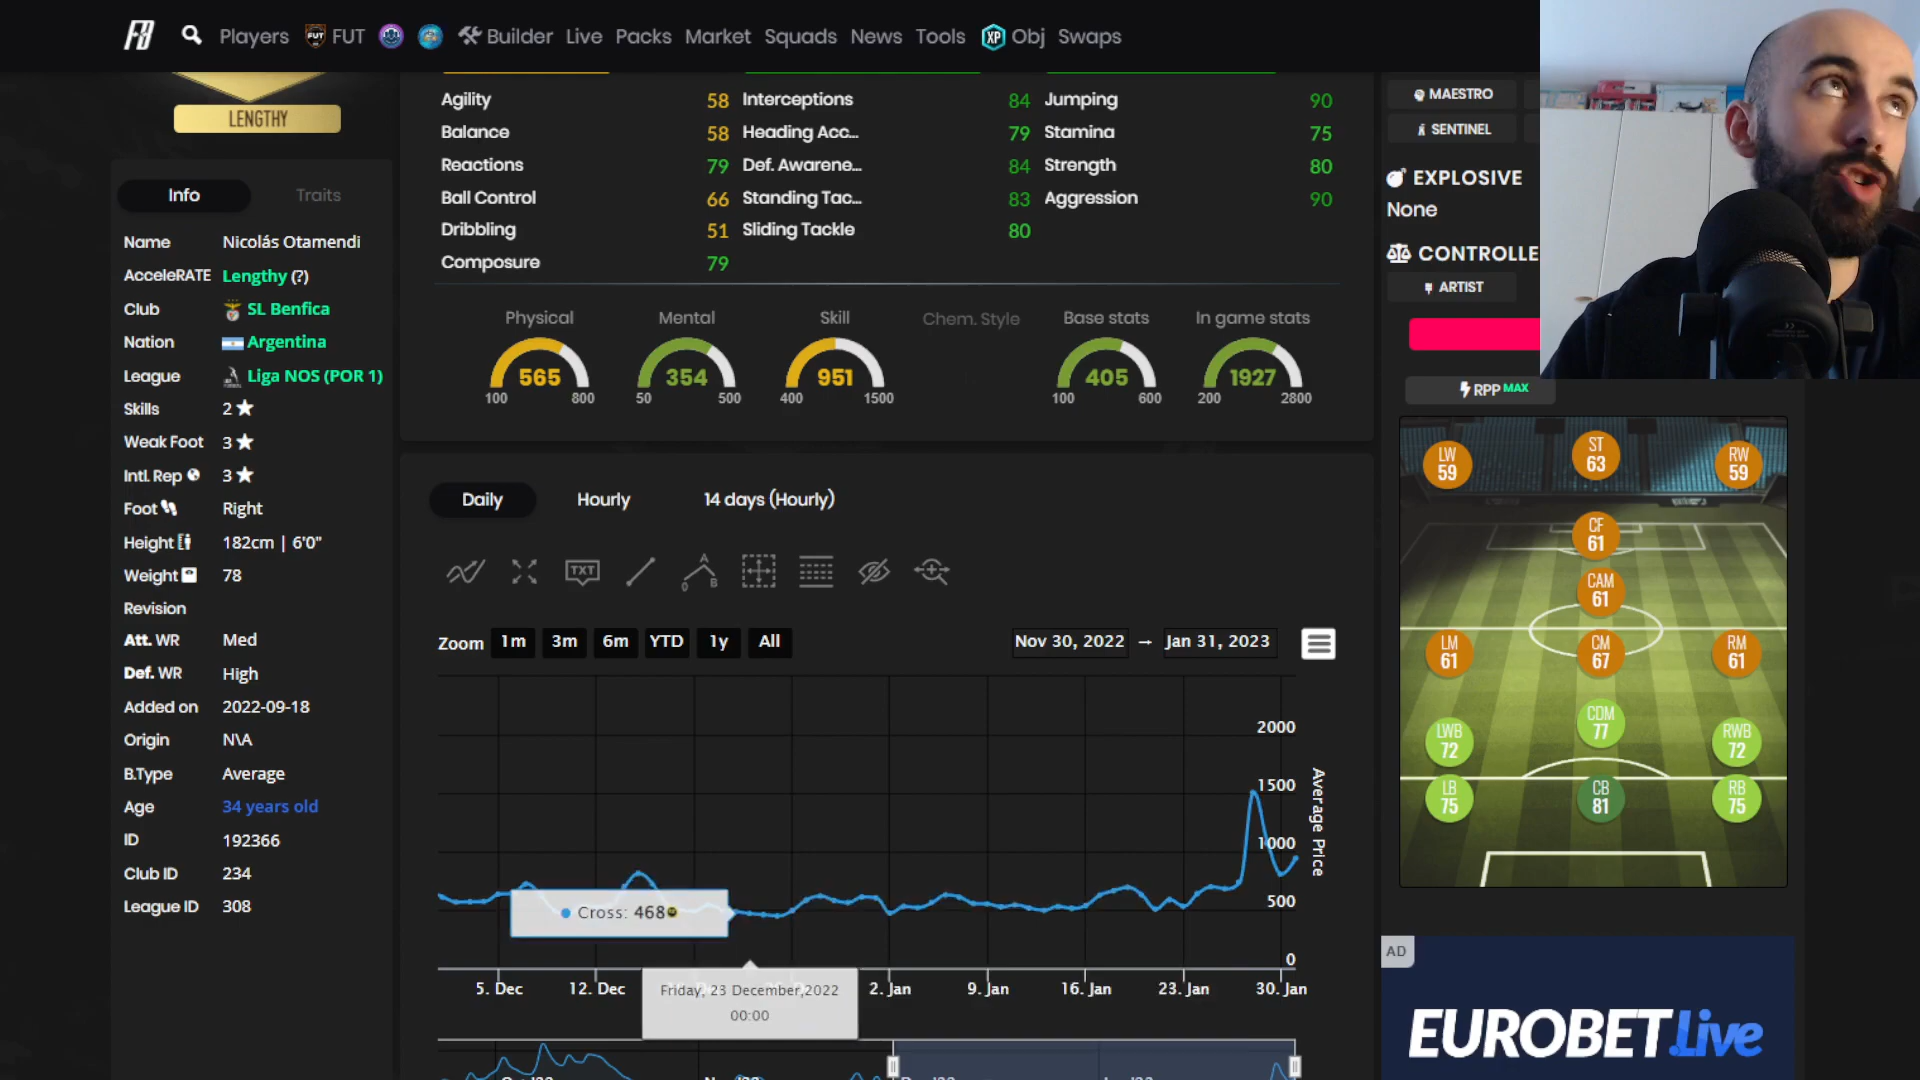 FB Players FUT Builder Live Packs Market Squads News Tools XP Obj Swaps
LENGTHY
Info Traits
Name Nicolás Otamendi
AcceleRATE Lengthy (?)
Club SL Benfica
Nation Argentina
League Liga NOS (POR 1)
Skills 2
Weak Foot 3
Intl. Rep 3
Foot Right
Height 182cm | 6'0"
Weight 78
Revision
Att. WR Med
Def. WR High
Added on 2022-09-18
Origin N\A
B.Type Average
Age 34 years old
ID 192366
Club ID 234
League ID 308
Agility 58 Interceptions 84 Jumping 90
Balance 58 Heading Acc... 79 Stamina 75
Reactions 79 Def. Awarene... 84 Strength 80
Ball Control 66 Standing Tac... 83 Aggression 90
Dribbling 51 Sliding Tackle 80
Composure 79
Physical Mental Skill Chem. Style Base stats In game stats
565 354 951 405 1927
100 800 50 500 400 1500 100 600 200 2800
Daily Hourly 14 days (Hourly)
TXT A 0 B
Zoom 1m 3m 6m YTD 1y All Nov 30, 2022 → Jan 31, 2023
2000
1500
1000
500
0
Average Price
Cross: 468
5. Dec 12. Dec 2. Jan 9. Jan 16. Jan 23. Jan 30. Jan
Friday, 23 December,2022
00:00
MAESTRO
SENTINEL
EXPLOSIVE
None
CONTROLLE
ARTIST
RPP MAX
LW 59
ST 63
RW 59
CF 61
CAM 61
LM 61
CM 67
RM 61
LWB 72
CDM 77
RWB 72
LB 75
CB 81
RB 75
AD
EUROBET.Live